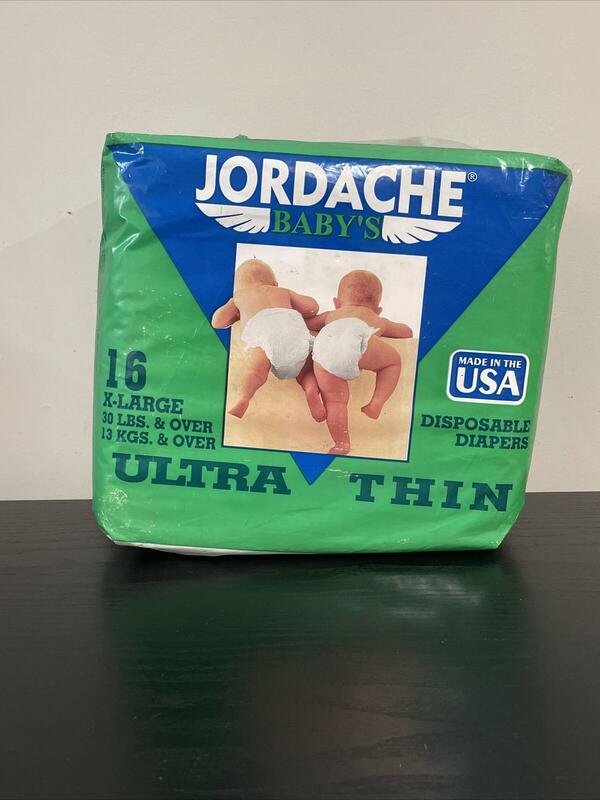 JORDACHE®
BABY'S
16
X-LARGE
30 LBS. & OVER
13 KGS. & OVER
MADE IN THE
USA
DISPOSABLE
DIAPERS
ULTRA THIN